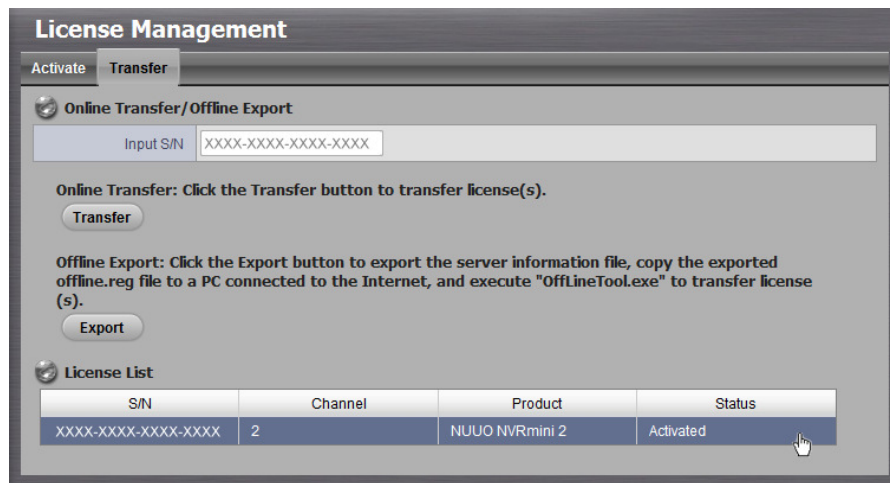 License Management
Activate Transfer
Online Transfer/Offline Export
Input S/N XXXX-XXXX-XXXX-XXXX
Online Transfer: Click the Transfer button to transfer license(s).
Transfer
Offline Export: Click the Export button to export the server information file, copy the exported
offline.reg file to a PC connected to the Internet, and execute "OffLineTool.exe" to transfer license
(s).
Export
License List
S/N Channel Product Status
XXXX-XXXX-XXXX-XXXX 2 NUUO NVRmini 2 Activated